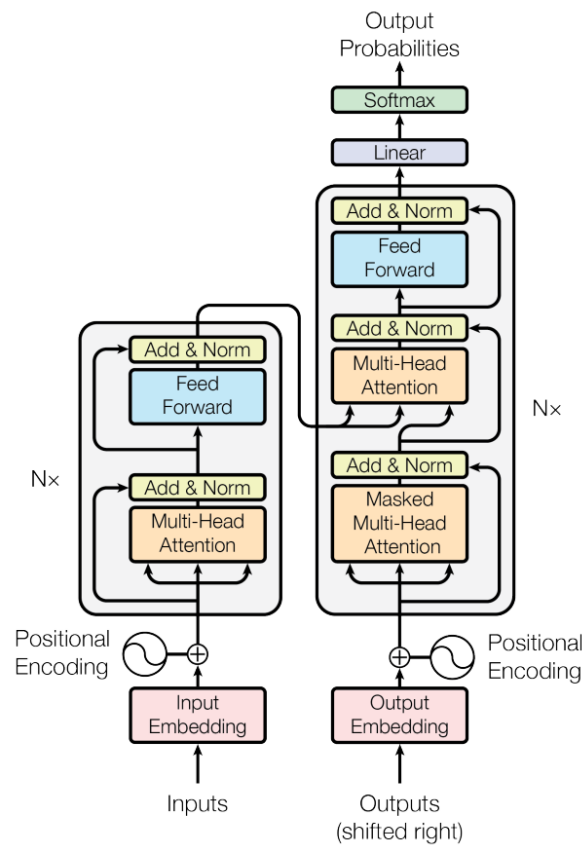 Output
Probabilities
Softmax
Linear
Add & Norm
Feed
Forward
Add & Norm
Multi-Head
Attention
Add & Norm
Masked
Multi-Head
Attention
N×
Add & Norm
Feed
Forward
Add & Norm
Multi-Head
Attention
N×
Positional
Encoding
Positional
Encoding
Input
Embedding
Output
Embedding
Inputs
Outputs
(shifted right)